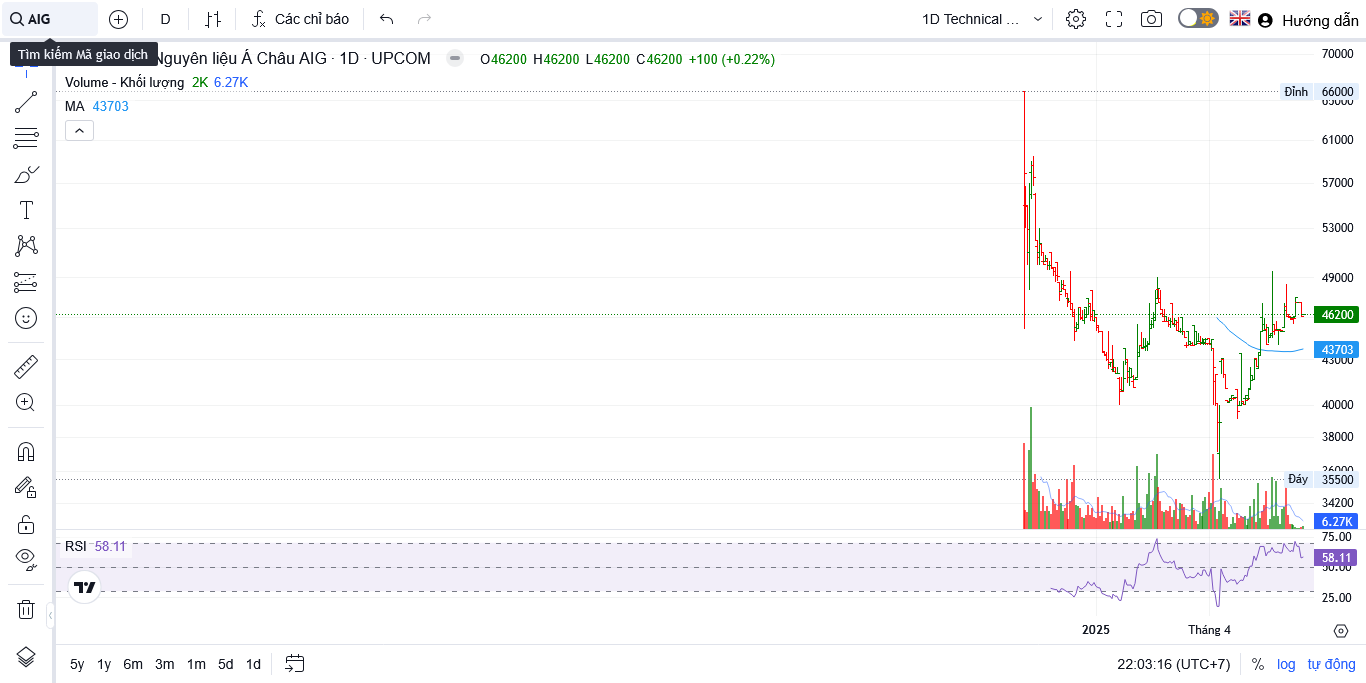 AIG
D
Các chỉ báo
1D Technical ...
Hướng dẫn
Tìm kiếm Mã giao dịch
Nguyên liệu Á Châu AIG · 1D · UPCOM
O46200 H46200 L46200 C46200 +100 (+0.22%)
Volume - Khối lượng 2K 6.27K
MA 43703
70000
Đỉnh 66000
65000
61000
57000
53000
49000
46200
43703
43000
40000
38000
36000
Đáy 35500
34200
6.27K
RSI 58.11
75.00
58.11
50.00
25.00
2025
Tháng 4
5y 1y 6m 3m 1m 5d 1d
22:03:16 (UTC+7)
%
log
tự động